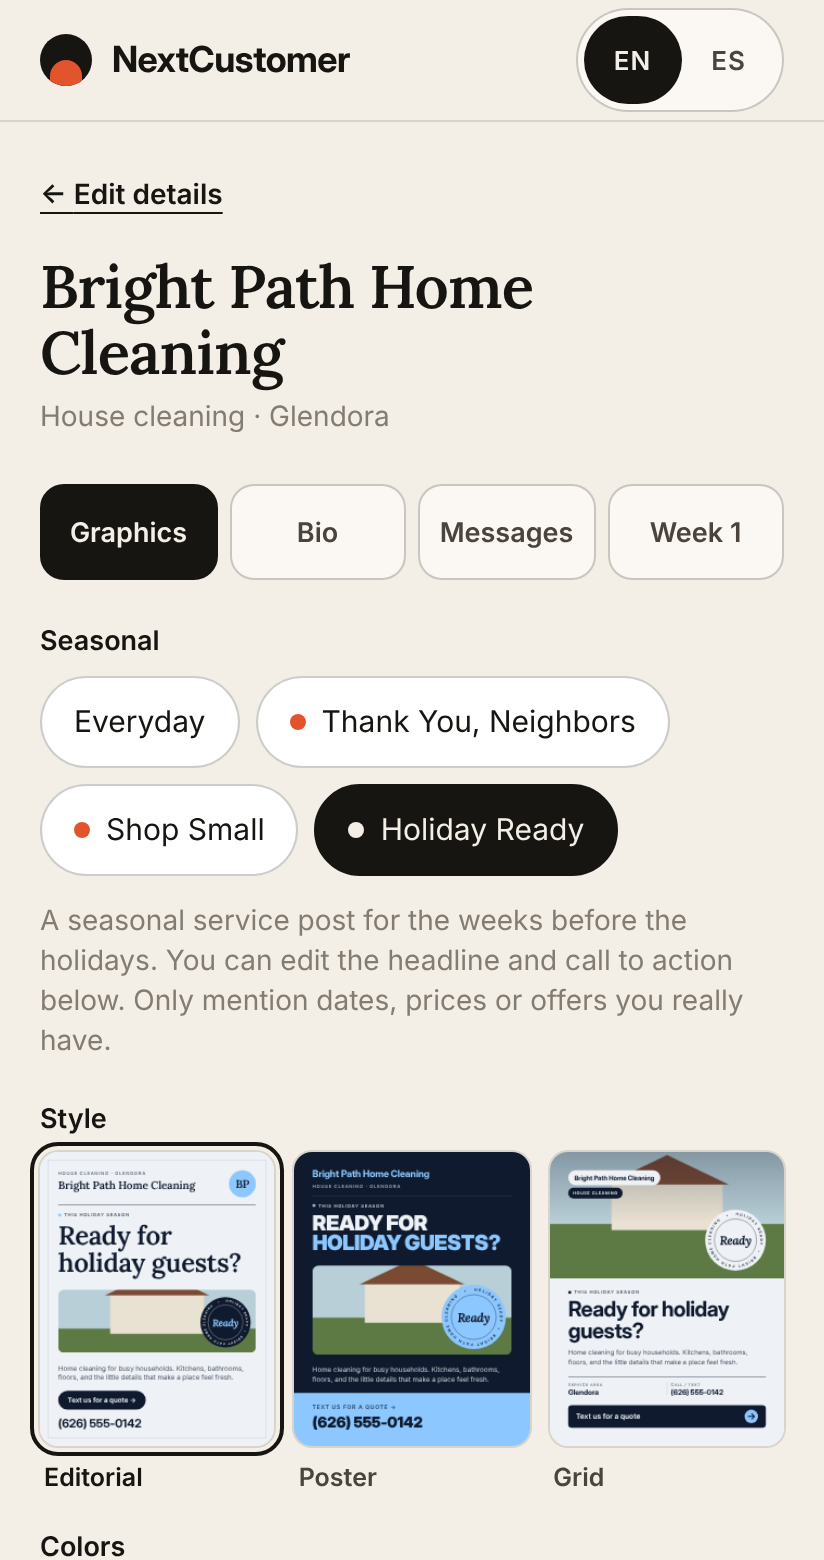 NextCustomer
EN ES
← Edit details
Bright Path Home
Cleaning
House cleaning · Glendora
Graphics Bio Messages Week 1
Seasonal
Everyday Thank You, Neighbors
Shop Small Holiday Ready
A seasonal service post for the weeks before the
holidays. You can edit the headline and call to action
below. Only mention dates, prices or offers you really
have.
Style
HOUSE CLEANING · GLENDORA
Bright Path Home Cleaning
BP
THIS HOLIDAY SEASON
Ready for
holiday guests?
Ready
Home cleaning for busy households. Kitchens, bathrooms,
floors, and the little details that make a place feel fresh.
Text us for a quote →
(626) 555-0142
Editorial
Bright Path Home Cleaning
HOUSE CLEANING · GLENDORA
THIS HOLIDAY SEASON
READY FOR
HOLIDAY GUESTS?
Ready
Home cleaning for busy households. Kitchens, bathrooms,
floors, and the little details that make a place feel fresh.
TEXT US FOR A QUOTE →
(626) 555-0142
Poster
Bright Path Home Cleaning
HOUSE CLEANING
Ready
THIS HOLIDAY SEASON
Ready for holiday
guests?
Home cleaning for busy households. Kitchens, bathrooms,
floors, and the little details that make a place feel fresh.
SERVICE AREA CALL / TEXT
Glendora (626) 555-0142
Text us for a quote →
Grid
Colors